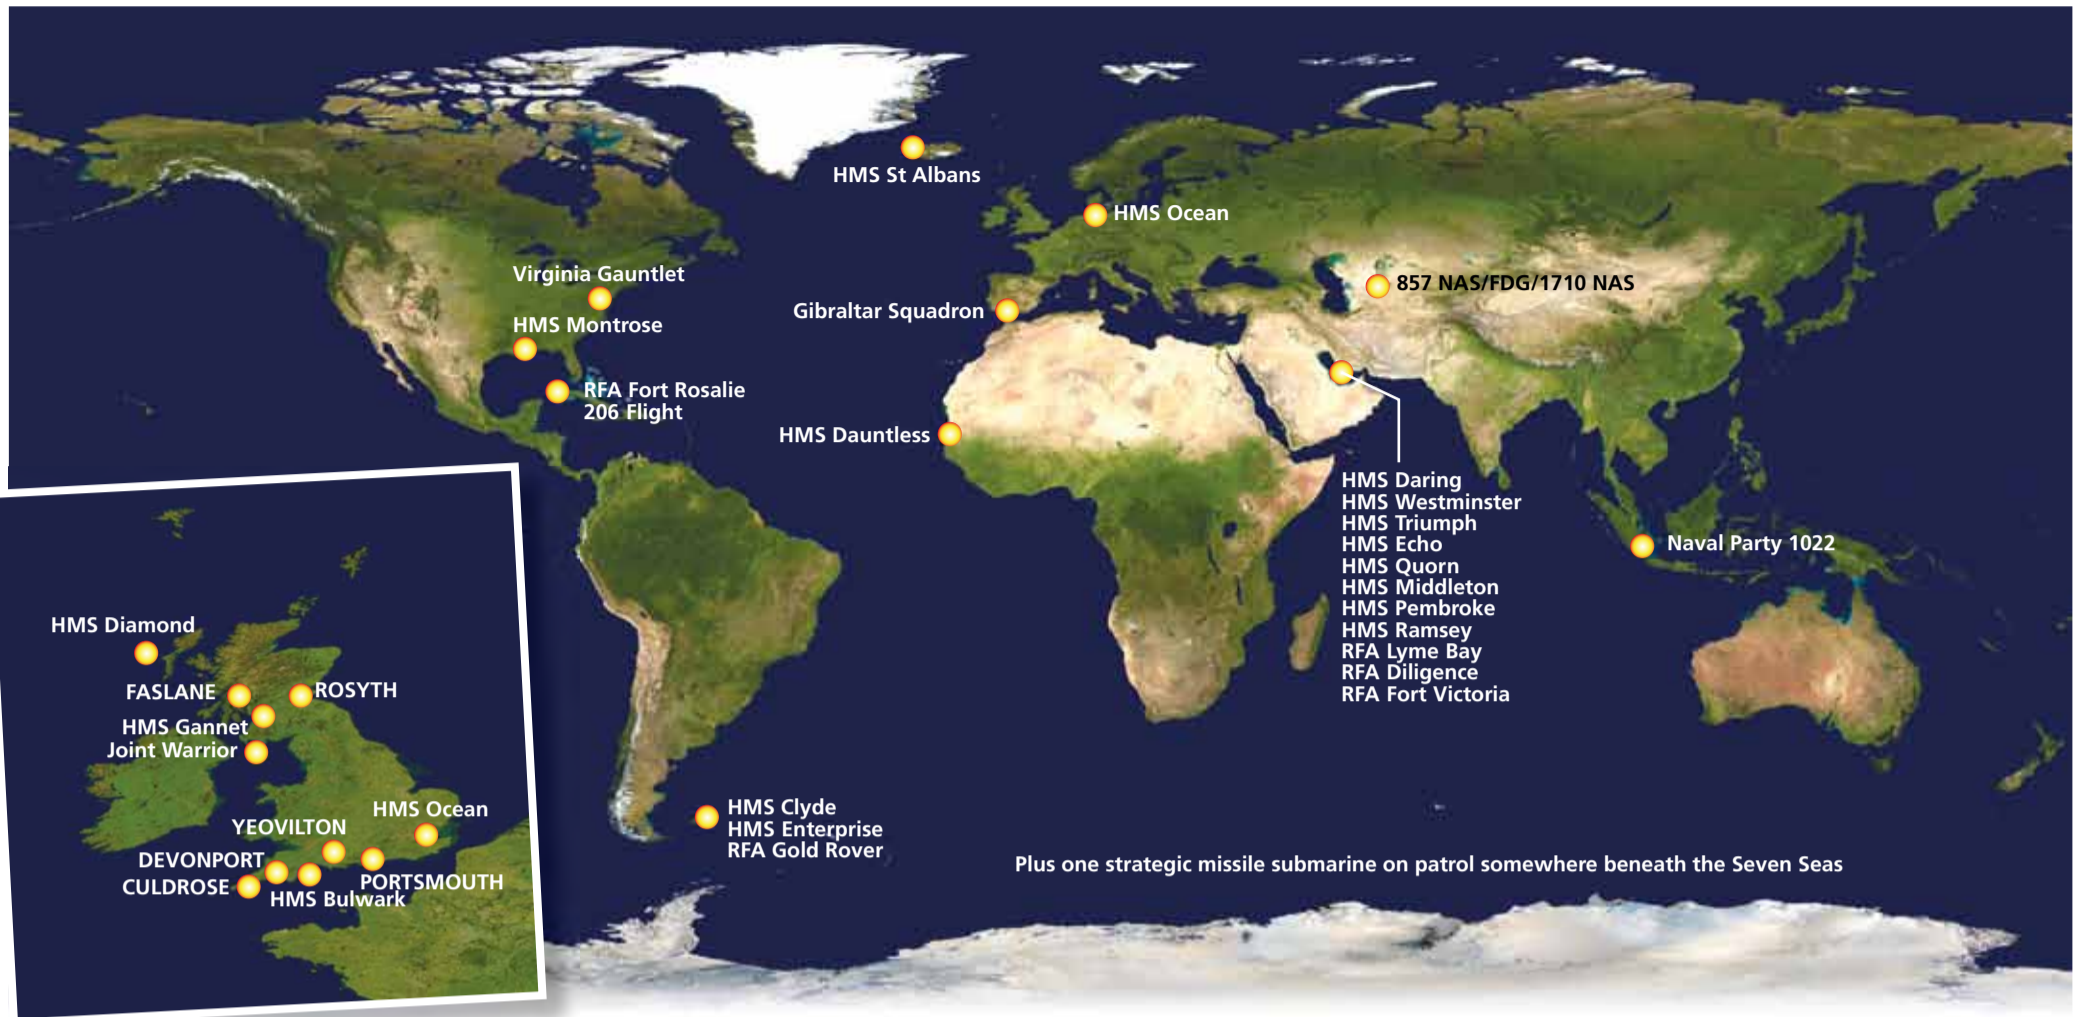 HMS St Albans
HMS Ocean
Virginia Gauntlet
857 NAS/FDG/1710 NAS
Gibraltar Squadron
HMS Montrose
RFA Fort Rosalie
206 Flight
HMS Dauntless
HMS Daring
HMS Westminster
HMS Triumph
HMS Echo
HMS Quorn
HMS Middleton
HMS Pembroke
HMS Ramsey
RFA Lyme Bay
RFA Diligence
RFA Fort Victoria
Naval Party 1022
HMS Diamond
FASLANE
ROSYTH
HMS Gannet
Joint Warrior
HMS Ocean
YEOVILTON
DEVONPORT
CULDROSE
PORTSMOUTH
HMS Bulwark
HMS Clyde
HMS Enterprise
RFA Gold Rover
Plus one strategic missile submarine on patrol somewhere beneath the Seven Seas